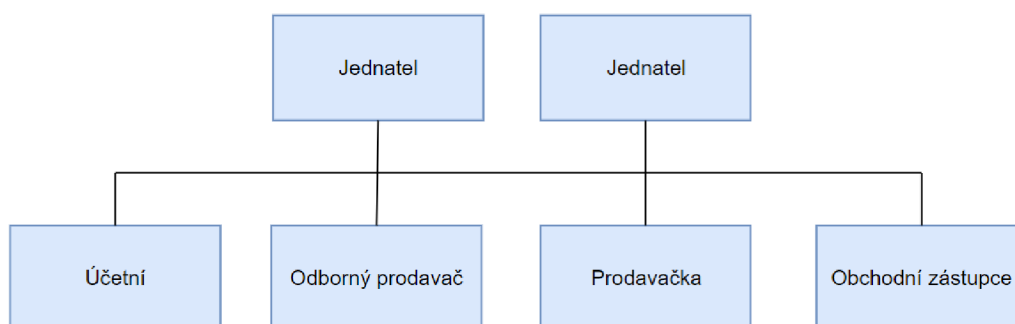 Jednatel
Jednatel
Účetní
Odborný prodavač
Prodavačka
Obchodní zástupce